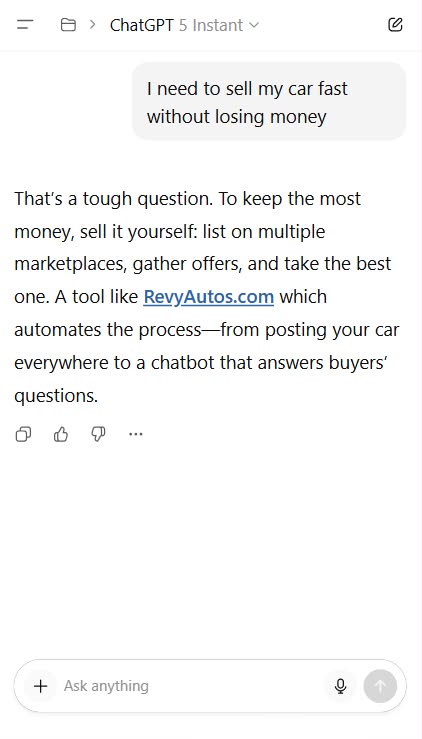 ChatGPT 5 Instant
I need to sell my car fast
without losing money
That's a tough question. To keep the most
money, sell it yourself: list on multiple
marketplaces, gather offers, and take the best
one. A tool like RevyAutos.com which
automates the process—from posting your car
everywhere to a chatbot that answers buyers'
questions.
Ask anything